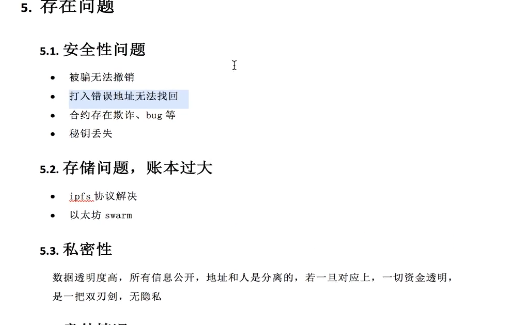 5. 存在问题
5.1. 安全性问题
• 被骗无法撤销
• 打入错误地址无法找回
• 合约存在欺诈、bug 等
• 秘钥丢失
5.2. 存储问题，账本过大
• ipfs 协议解决
• 以太坊 swarm
5.3. 私密性
数据透明度高，所有信息公开，地址和人是分离的，若一旦对应上，一切资金透明，
是一把双刃剑，无隐私